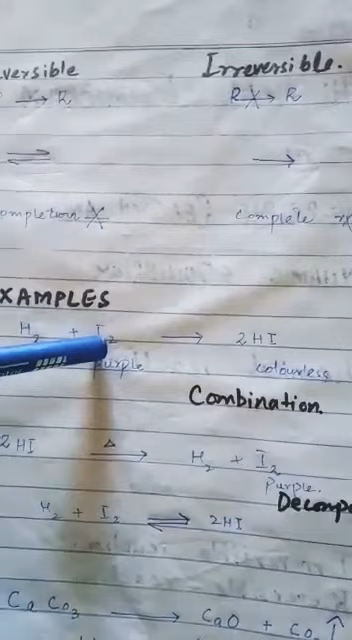 versible Irreversible.
→ R R → R
⇌ →
ompletion X complete
XAMPLES
H₂ + I₂ → 2HI
purple colourless
Combination.
2HI Δ→ H₂ + I₂
Purple.
Decomp
H₂ + I₂ ⇌ 2HI
CaCo₃ → CaO + Co₂↑